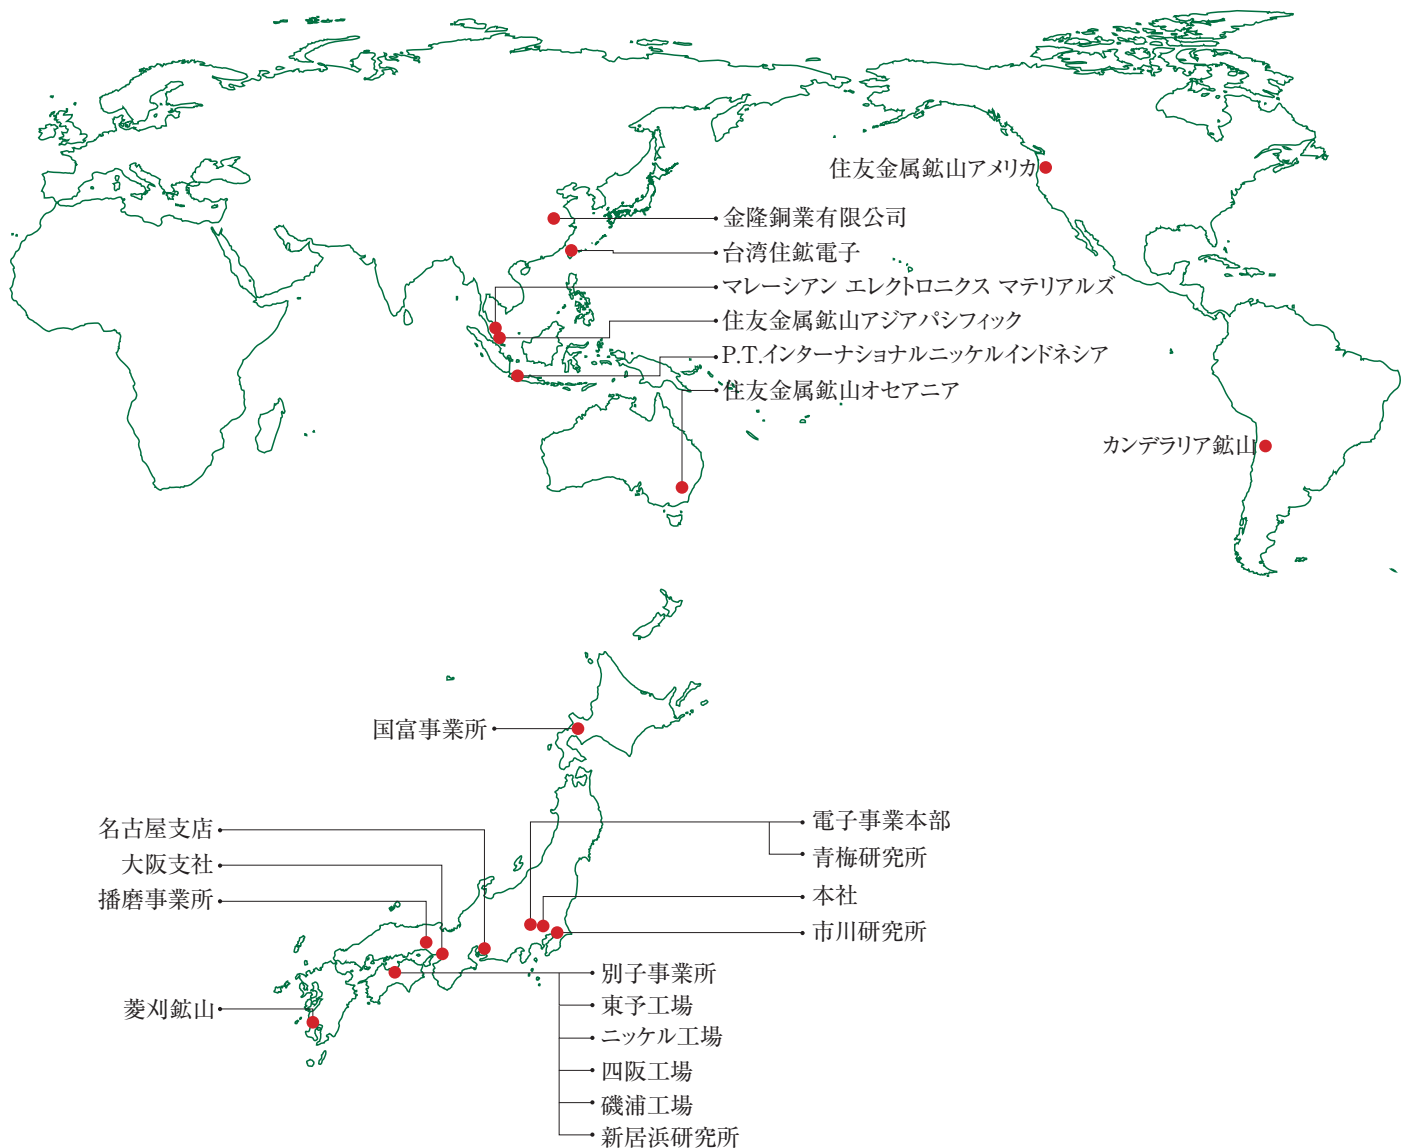 住友金属鉱山アメリカ
金隆銅業有限公司
台湾住鉱電子
マレーシアン エレクトロニクス マテリアルズ
住友金属鉱山アジアパシフィック
P.T.インターナショナルニッケルインドネシア
住友金属鉱山オセアニア
カンデラリア鉱山
国富事業所
名古屋支店
大阪支社
播磨事業所
菱刈鉱山
電子事業本部
青梅研究所
本社
市川研究所
別子事業所
東予工場
ニッケル工場
四阪工場
磯浦工場
新居浜研究所